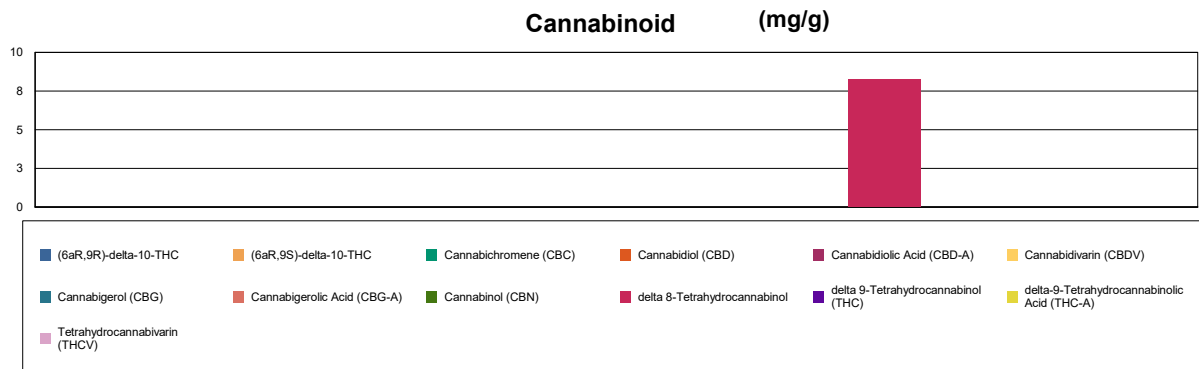 Cannabinoid (mg/g)
10
8
5
3
0
(6aR,9R)-delta-10-THC
(6aR,9S)-delta-10-THC
Cannabichromene (CBC)
Cannabidiol (CBD)
Cannabidiolic Acid (CBD-A)
Cannabidivarin (CBDV)
Cannabigerol (CBG)
Cannabigerolic Acid (CBG-A)
Cannabinol (CBN)
delta 8-Tetrahydrocannabinol
delta 9-Tetrahydrocannabinol
(THC)
delta-9-Tetrahydrocannabinolic
Acid (THC-A)
Tetrahydrocannabivarin
(THCV)